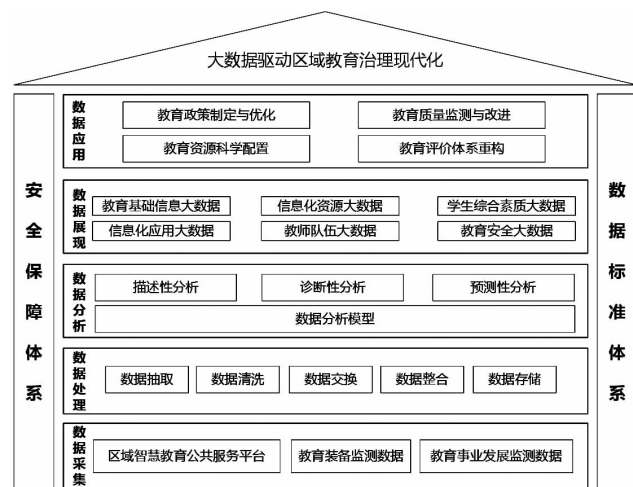 大数据驱动区域教育治理现代化
安全保障体系
数据标准体系
数据应用
教育政策制定与优化
教育质量监测与改进
教育资源科学配置
教育评价体系重构
数据展现
教育基础信息大数据
信息化资源大数据
学生综合素质大数据
信息化应用大数据
教师队伍大数据
教育安全大数据
数据分析
描述性分析
诊断性分析
预测性分析
数据分析模型
数据处理
数据抽取
数据清洗
数据交换
数据整合
数据存储
数据采集
区域智慧教育公共服务平台
教育装备监测数据
教育事业发展监测数据